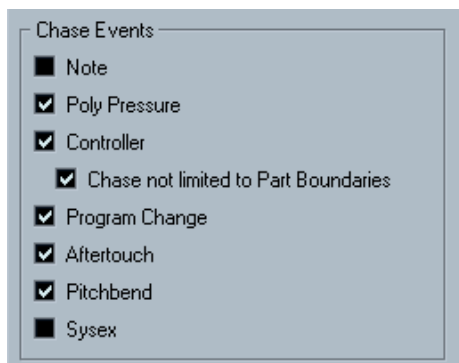 Chase Events
Note
Poly Pressure
Controller
Chase not limited to Part Boundaries
Program Change
Aftertouch
Pitchbend
Sysex